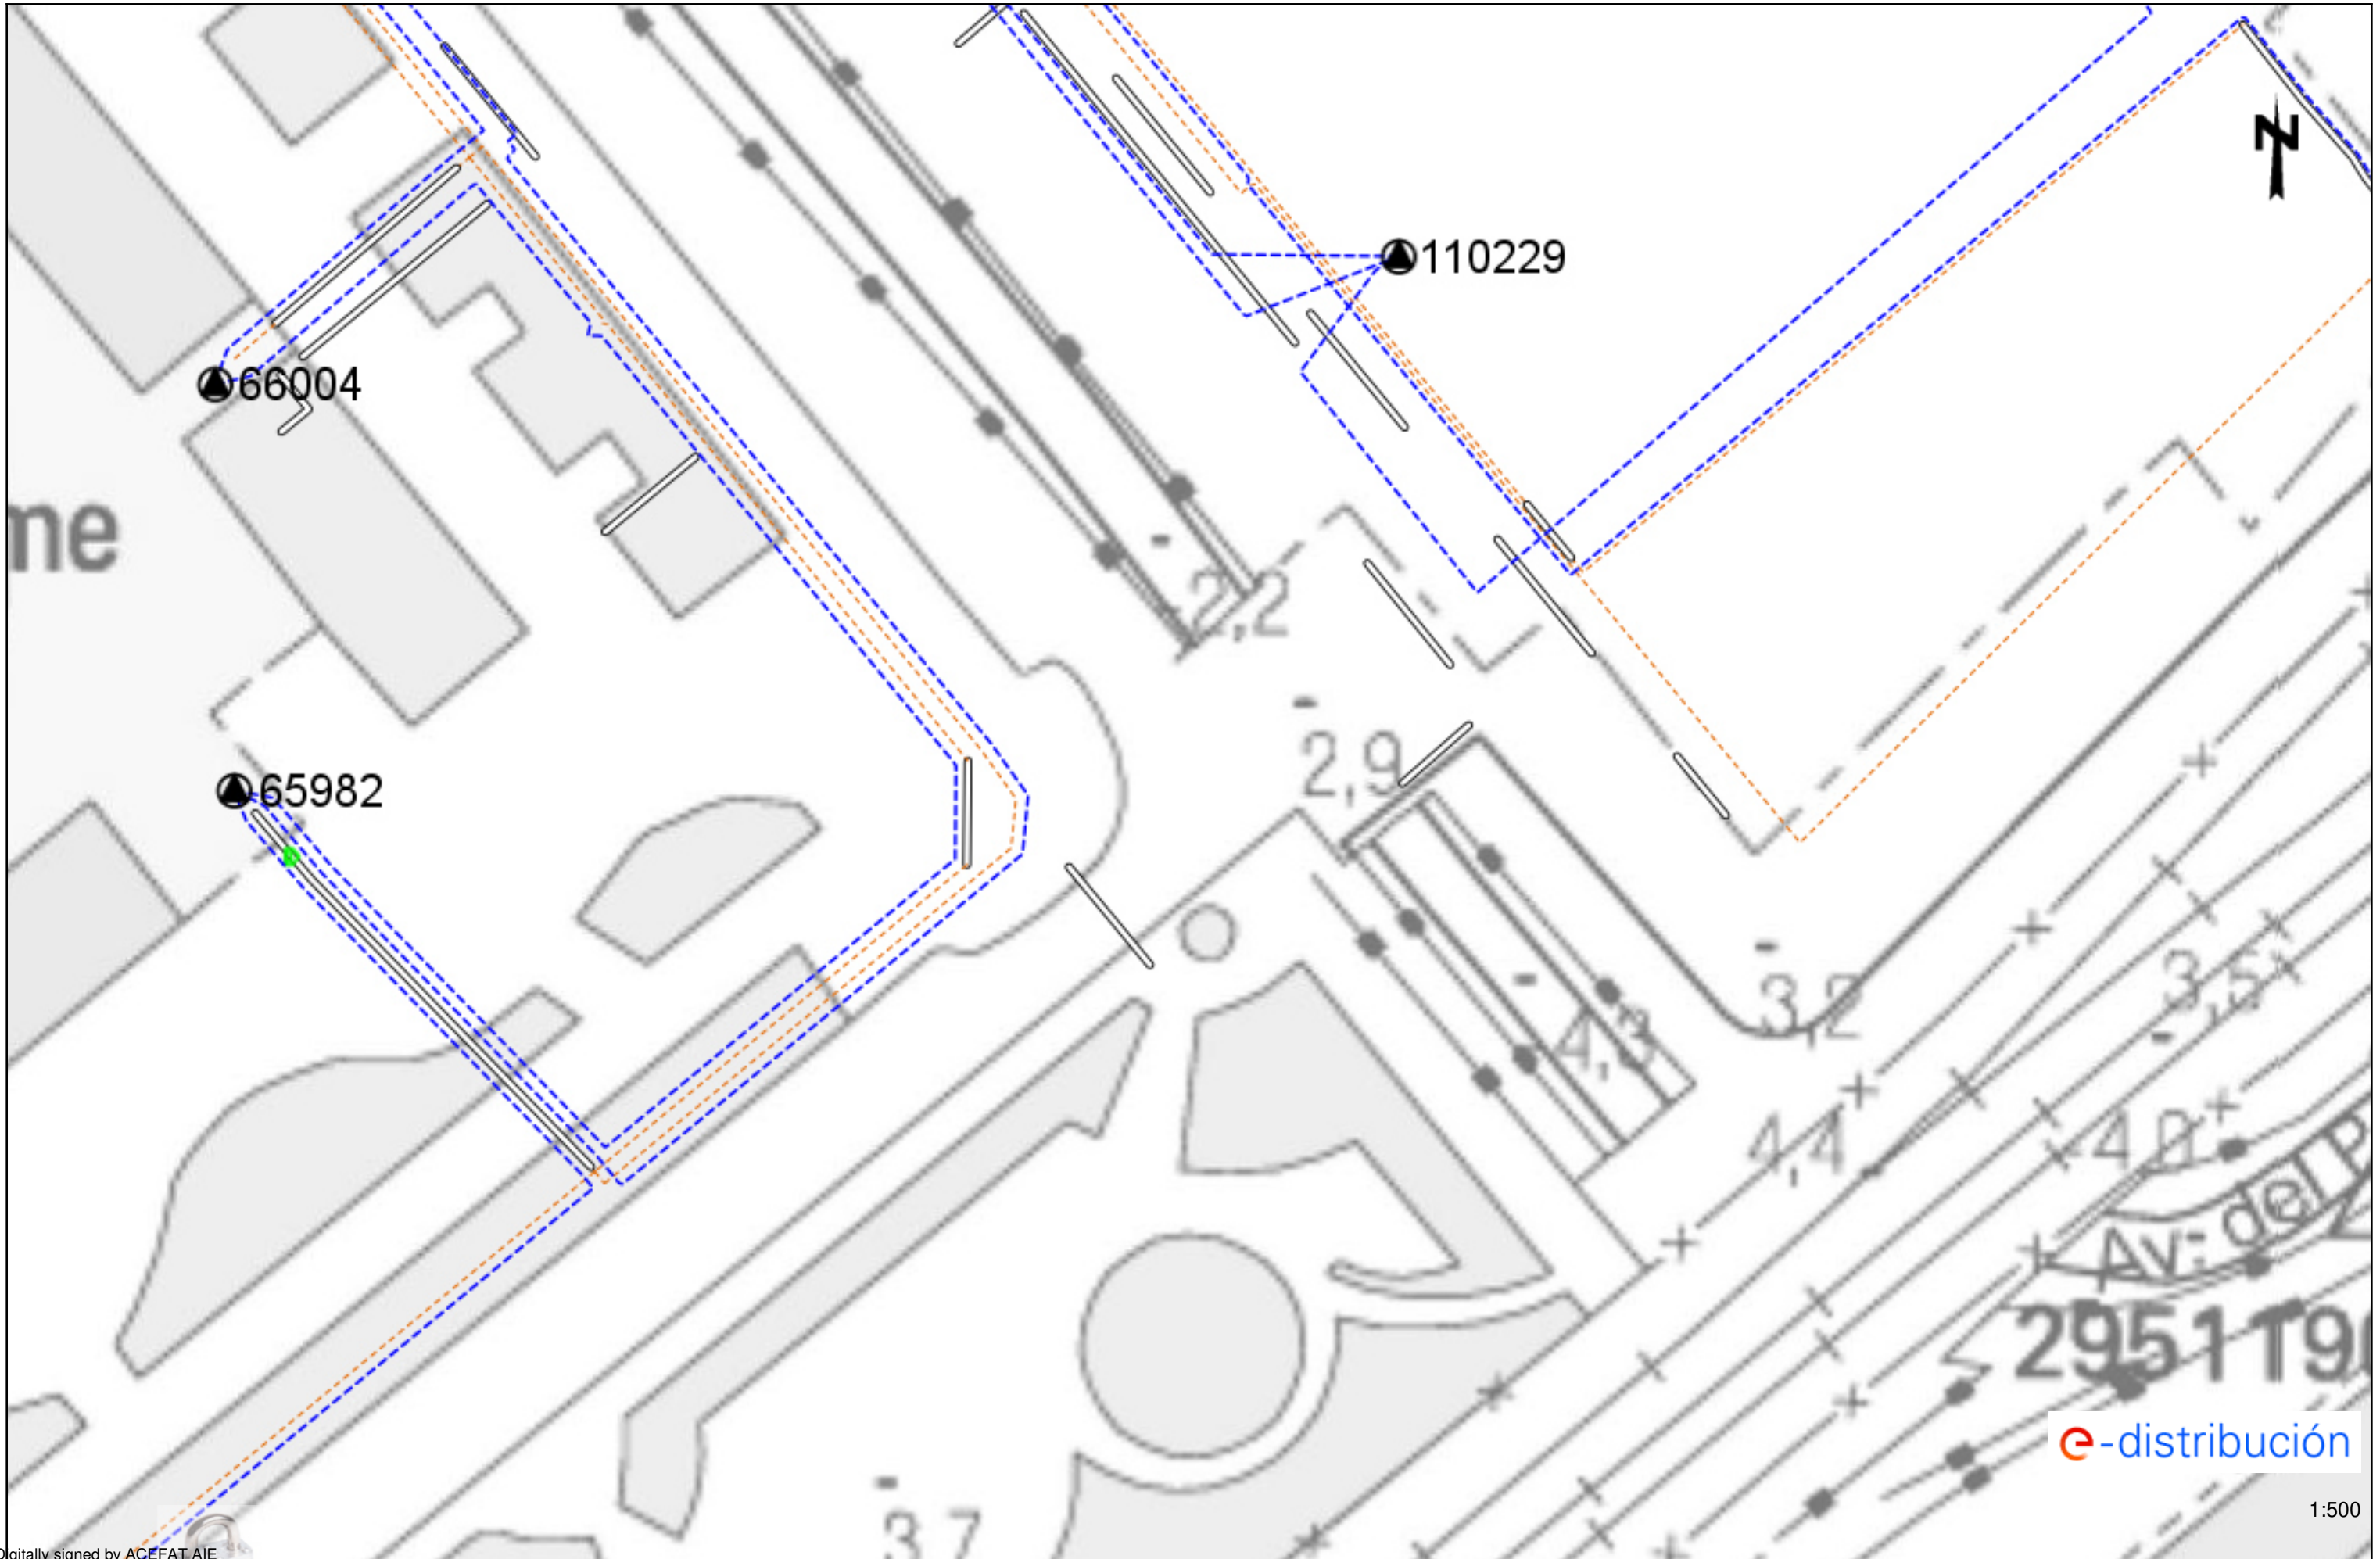 N
110229
66004
me
2,2
2,9
65982
3,2
3,5
4,3
4,4
4,0
Av. del P
295119
e-distribución
1:500
3,7
Digitally signed by ACEFAT AIE